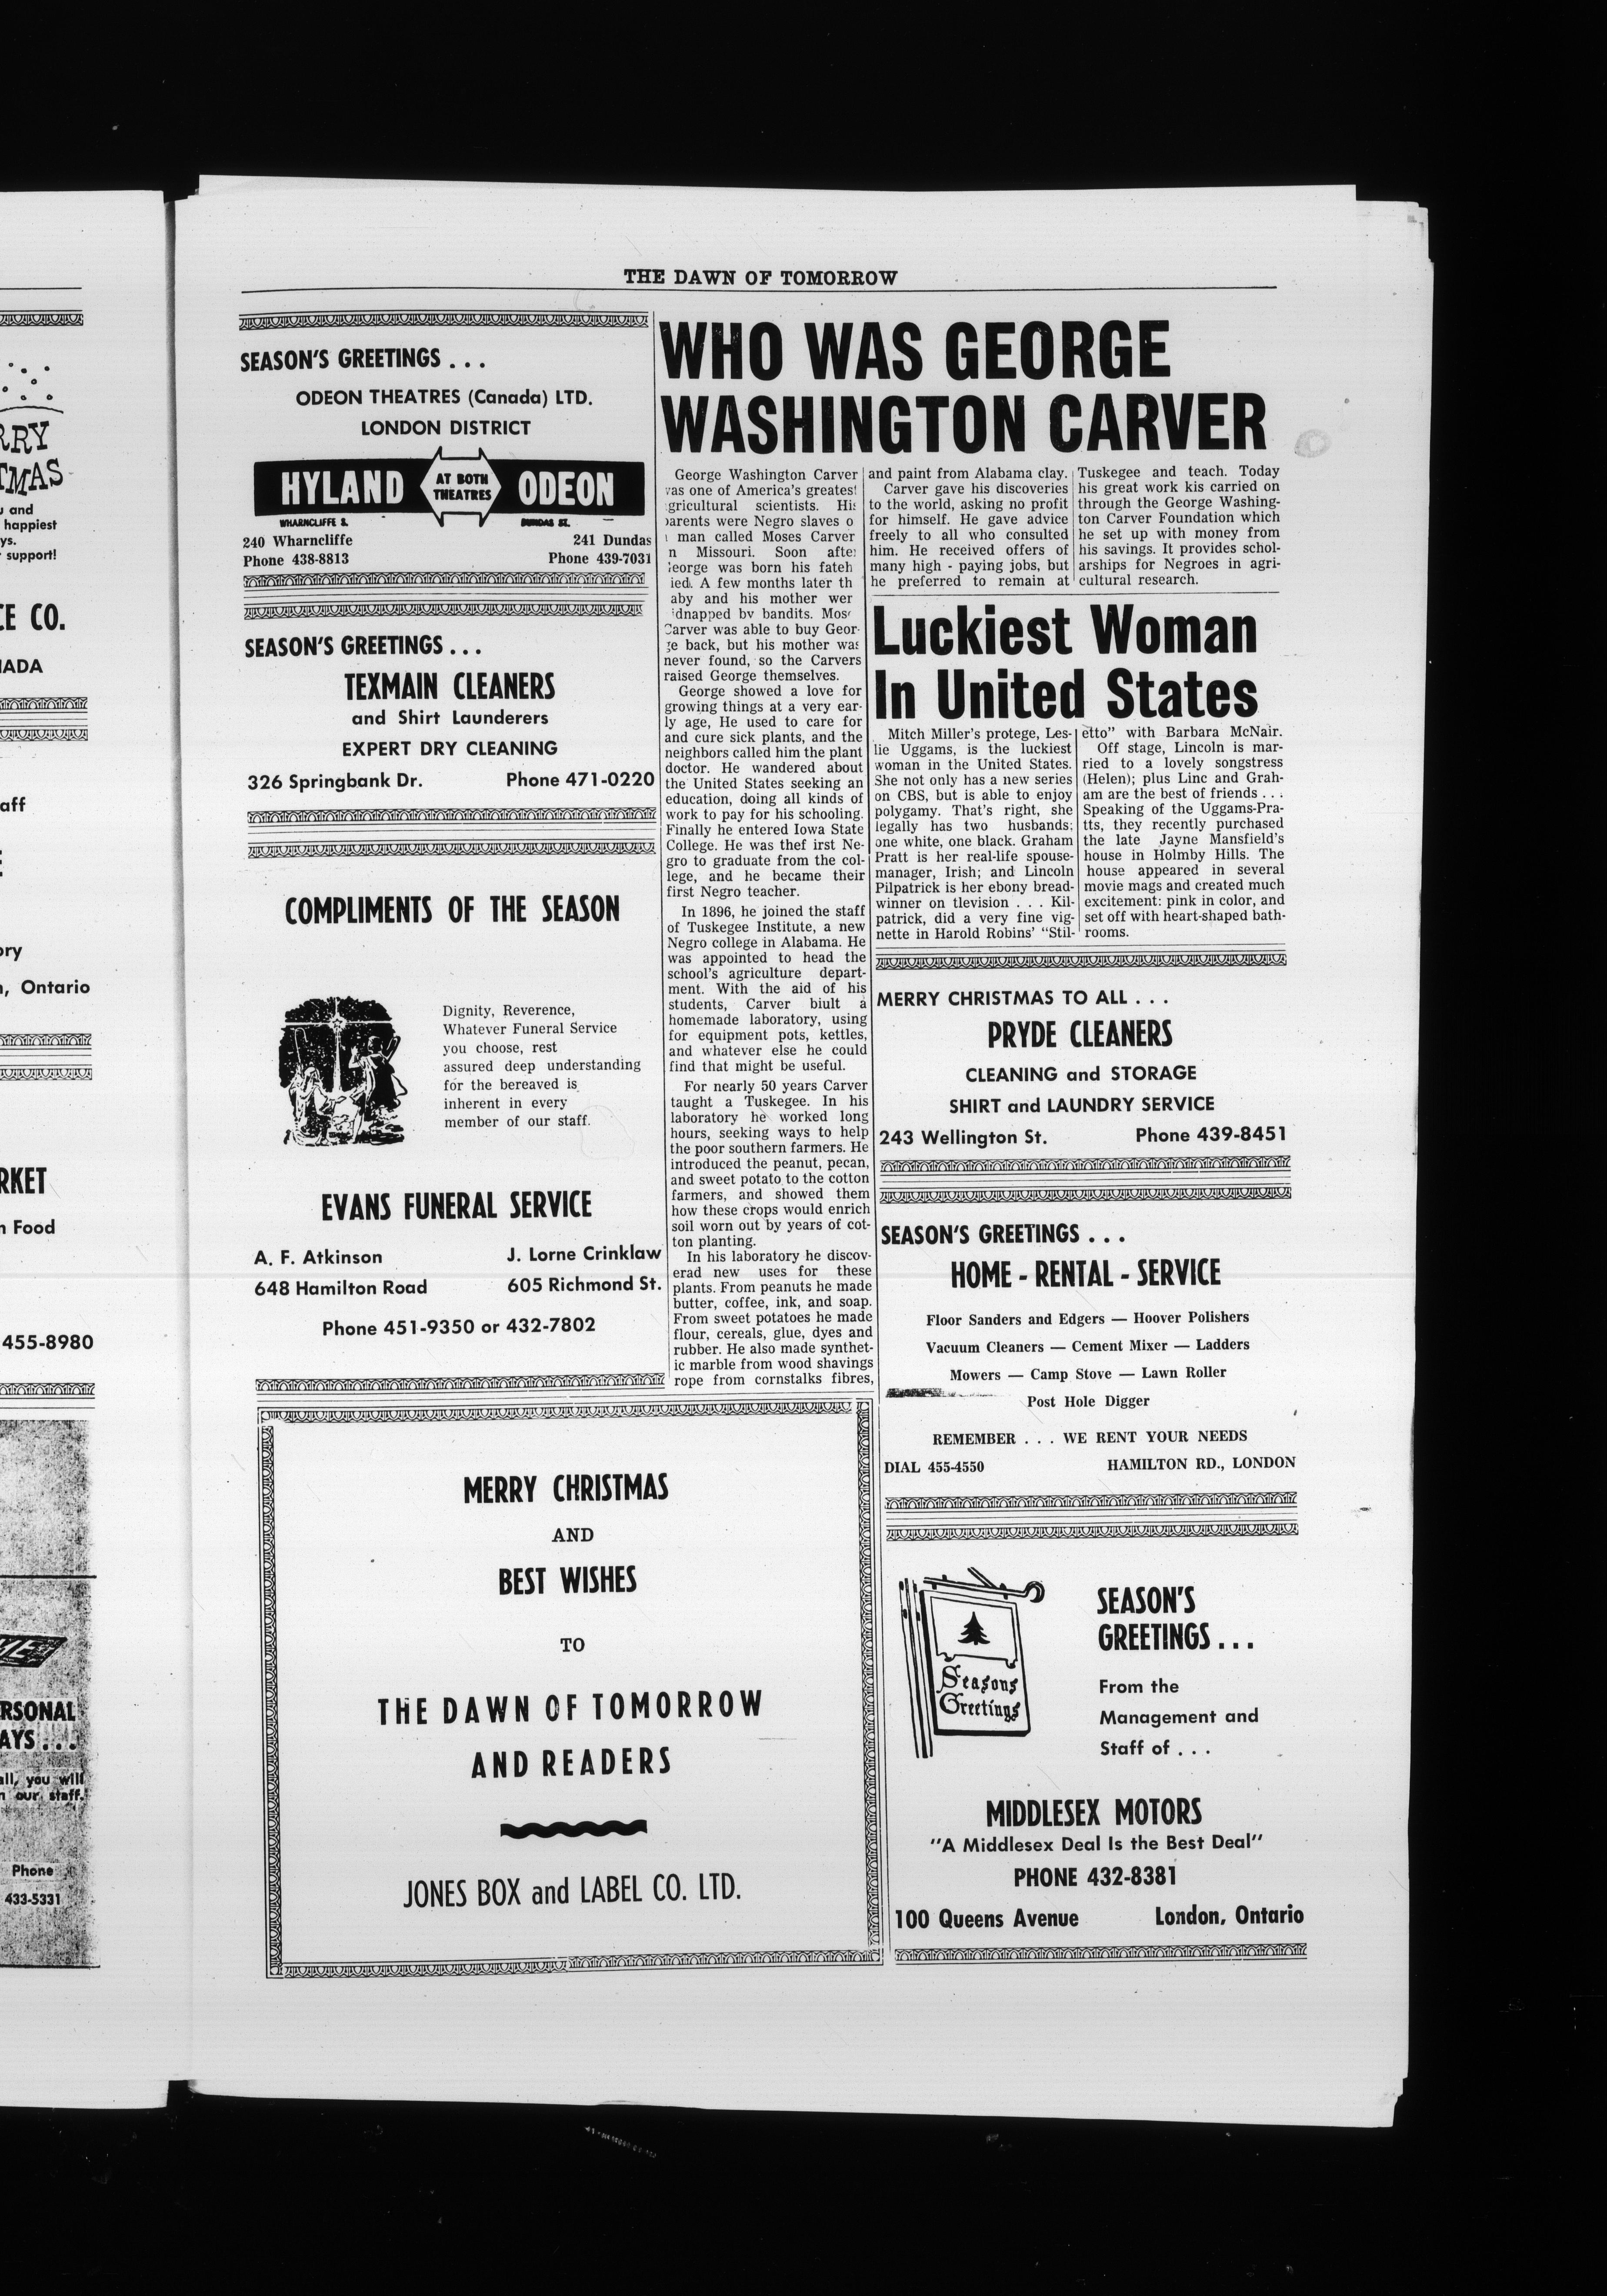 RRY
TMAS
and
happiest
ys.
support!
CE CO.
NADA
aff
ory
Ontario
RKET
Food
455-8980
RSONAL
AYS...
all, you will
our staff.
Phone
433-5331
THE DAWN OF TOMORROW
SEASON'S GREETINGS . . .
ODEON THEATRES (Canada) LTD.
LONDON DISTRICT
HYLAND AT BOTH THEATRES ODEON
WHARNCLIFFE S. DUNDAS ST.
240 Wharncliffe 241 Dundas
Phone 438-8813 Phone 439-7031
SEASON'S GREETINGS . . .
TEXMAIN CLEANERS
and Shirt Launderers
EXPERT DRY CLEANING
326 Springbank Dr. Phone 471-0220
COMPLIMENTS OF THE SEASON
Dignity, Reverence,
Whatever Funeral Service
you choose, rest
assured deep understanding
for the bereaved is
inherent in every
member of our staff.
EVANS FUNERAL SERVICE
A. F. Atkinson J. Lorne Crinklaw
648 Hamilton Road 605 Richmond St.
Phone 451-9350 or 432-7802
WHO WAS GEORGE
WASHINGTON CARVER
George Washington Carver
was one of America's greatest
gricultural scientists. His
parents were Negro slaves o
man called Moses Carver
n Missouri. Soon after
George was born his fateh
ied. A few months later th
aby and his mother wer
idnapped by bandits. Mose
Carver was able to buy Geor-
ge back, but his mother was
never found, so the Carvers
raised George themselves.
George showed a love for
growing things at a very ear-
ly age, He used to care for
and cure sick plants, and the
neighbors called him the plant
doctor. He wandered about
the United States seeking an
education, doing all kinds of
work to pay for his schooling.
Finally he entered Iowa State
College. He was thef irst Ne-
gro to graduate from the col-
lege, and he became their
first Negro teacher.
In 1896, he joined the staff
of Tuskegee Institute, a new
Negro college in Alabama. He
was appointed to head the
school's agriculture depart-
ment. With the aid of his
students, Carver biult a
homemade laboratory, using
for equipment pots, kettles,
and whatever else he could
find that might be useful.
For nearly 50 years Carver
taught a Tuskegee. In his
laboratory he worked long
hours, seeking ways to help
the poor southern farmers. He
introduced the peanut, pecan,
and sweet potato to the cotton
farmers, and showed them
how these crops would enrich
soil worn out by years of cot-
ton planting.
In his laboratory he discov-
erad new uses for these
plants. From peanuts he made
butter, coffee, ink, and soap.
From sweet potatoes he made
flour, cereals, glue, dyes and
rubber. He also made synthet-
ic marble from wood shavings
rope from cornstalks fibres,
and paint from Alabama clay.
Carver gave his discoveries
to the world, asking no profit
for himself. He gave advice
freely to all who consulted
him. He received offers of
many high - paying jobs, but
he preferred to remain at
Tuskegee and teach. Today
his great work kis carried on
through the George Washing-
ton Carver Foundation which
he set up with money from
his savings. It provides schol-
arships for Negroes in agri-
cultural research.
Luckiest Woman
In United States
Mitch Miller's protege, Les-
lie Uggams, is the luckiest
woman in the United States.
She not only has a new series
on CBS, but is able to enjoy
polygamy. That's right, she
legally has two husbands;
one white, one black. Graham
Pratt is her real-life spouse-
manager, Irish; and Lincoln
Pilpatrick is her ebony bread-
winner on tlevision . . . Kil-
patrick, did a very fine vig-
nette in Harold Robins' "Stil-
etto" with Barbara McNair.
Off stage, Lincoln is mar-
ried to a lovely songstress
(Helen); plus Linc and Grah-
am are the best of friends . . .
Speaking of the Uggams-Pra-
tts, they recently purchased
the late Jayne Mansfield's
house in Holmby Hills. The
house appeared in several
movie mags and created much
excitement: pink in color, and
set off with heart-shaped bath-
rooms.
MERRY CHRISTMAS TO ALL . . .
PRYDE CLEANERS
CLEANING and STORAGE
SHIRT and LAUNDRY SERVICE
243 Wellington St. Phone 439-8451
SEASON'S GREETINGS . . .
HOME - RENTAL - SERVICE
Floor Sanders and Edgers — Hoover Polishers
Vacuum Cleaners — Cement Mixer — Ladders
Mowers — Camp Stove — Lawn Roller
Post Hole Digger
REMEMBER . . . WE RENT YOUR NEEDS
DIAL 455-4550 HAMILTON RD., LONDON
MERRY CHRISTMAS
AND
BEST WISHES
TO
THE DAWN OF TOMORROW
AND READERS
JONES BOX and LABEL CO. LTD.
Seasons
Greetings
SEASON'S
GREETINGS . . .
From the
Management and
Staff of . . .
MIDDLESEX MOTORS
"A Middlesex Deal Is the Best Deal"
PHONE 432-8381
100 Queens Avenue London, Ontario